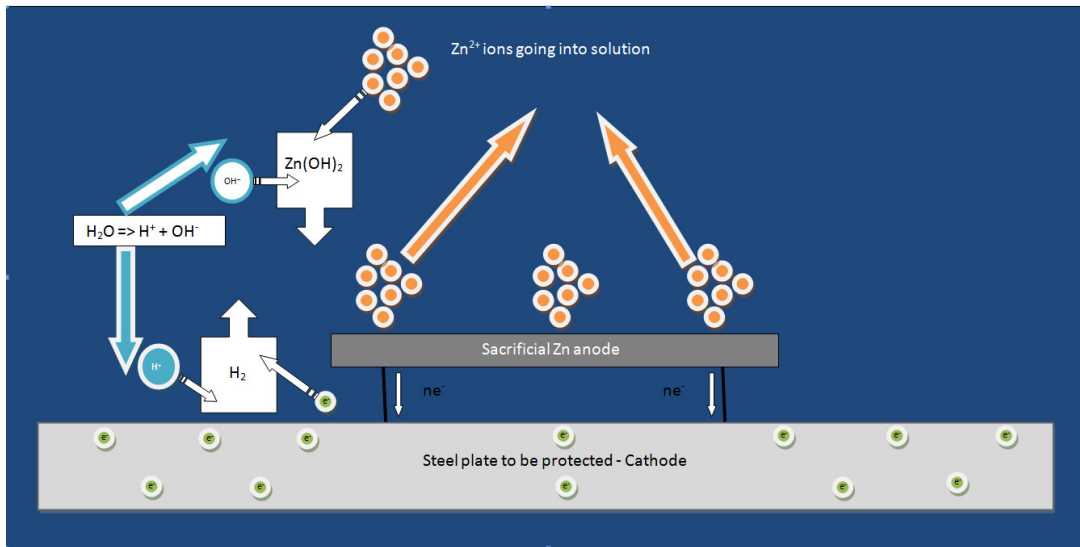 Zn²⁺ ions going into solution
Zn(OH)₂
OH⁻
H₂O => H⁺ + OH⁻
H⁺
H₂
e⁻
Sacrificial Zn anode
ne⁻
ne⁻
e⁻
e⁻
e⁻
e⁻
e⁻
e⁻
e⁻
Steel plate to be protected - Cathode
e⁻
e⁻
e⁻
e⁻
e⁻